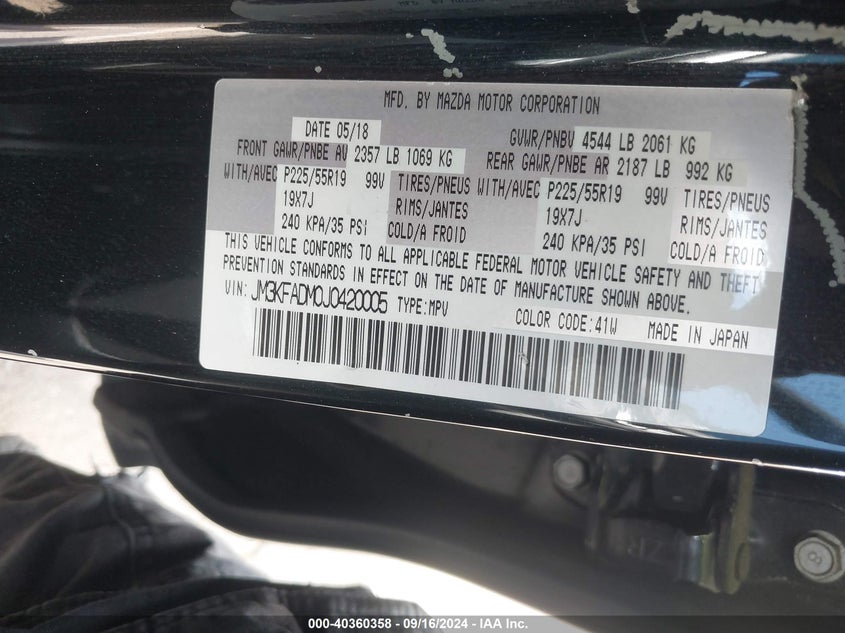 MFD. BY MAZDA MOTOR CORPORATION
DATE 05/18 GVWR/PNBV 4544 LB 2061 KG
FRONT GAWR/PNBE AV 2357 LB 1069 KG REAR GAWR/PNBE AR 2187 LB 992 KG
WITH/AVEC P225/55R19 99V TIRES/PNEUS WITH/AVEC P225/55R19 99V TIRES/PNEUS
19X7J RIMS/JANTES 19X7J RIMS/JANTES
240 KPA/35 PSI COLD/A FROID 240 KPA/35 PSI COLD/A FROID
THIS VEHICLE CONFORMS TO ALL APPLICABLE FEDERAL MOTOR VEHICLE SAFETY AND THEFT
PREVENTION STANDARDS IN EFFECT ON THE DATE OF MANUFACTURE SHOWN ABOVE.
VIN: JM3KFADM0J0420005 TYPE:MPV
COLOR CODE:41W MADE IN JAPAN
8
000-40360358 - 09/16/2024 - IAA Inc.